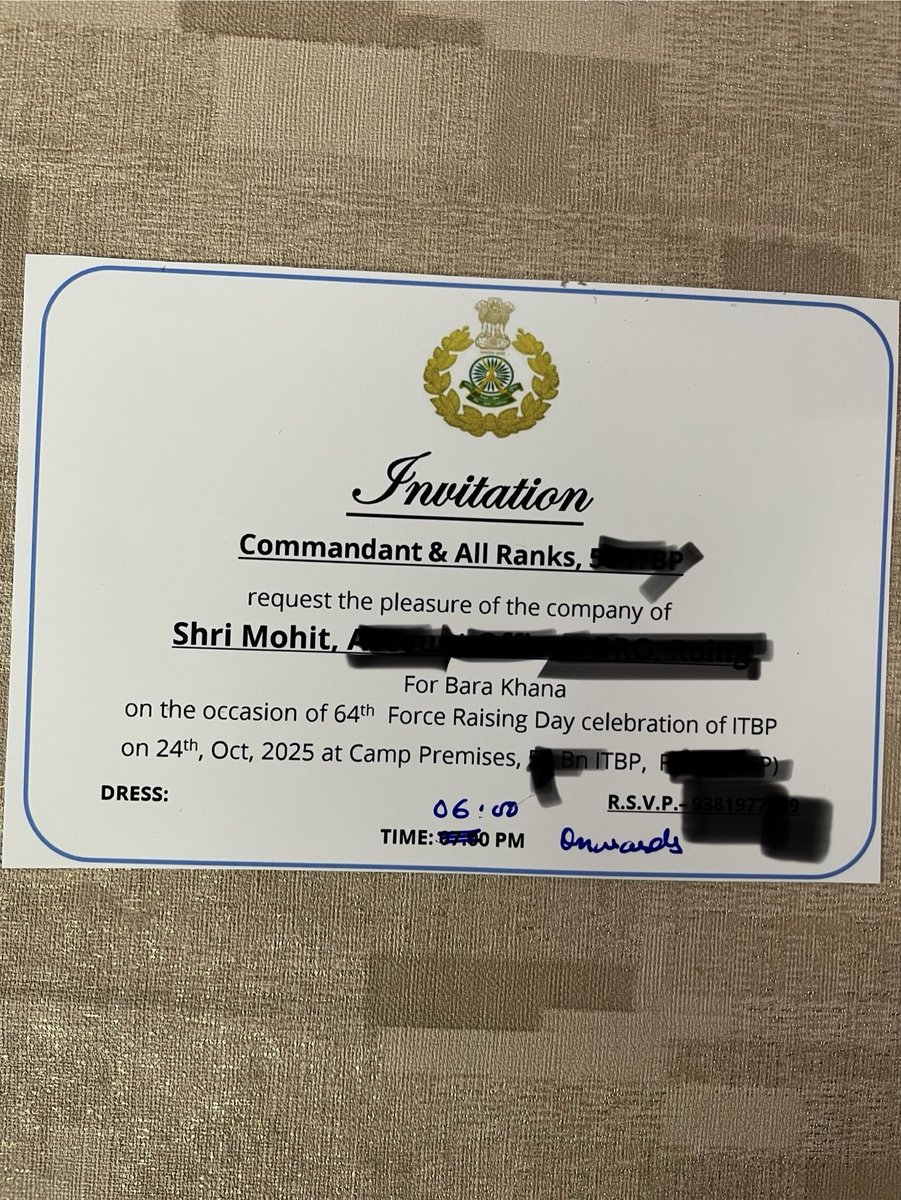 Invitation
Commandant & All Ranks,
request the pleasure of the company of
Shri Mohit,
For Bara Khana
on the occasion of 64th Force Raising Day celebration of ITBP
on 24th, Oct, 2025 at Camp Premises, Bn ITBP,
DRESS:
R.S.V.P.-
06:00
TIME: PM Onwards